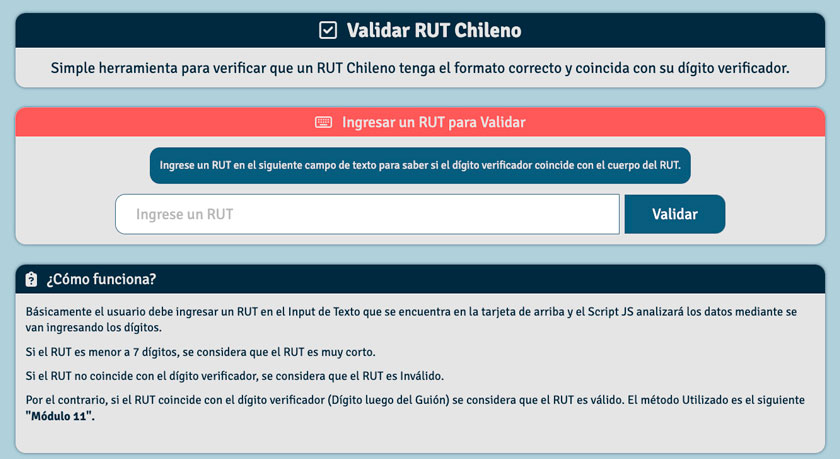 Validar RUT Chileno
Simple herramienta para verificar que un RUT Chileno tenga el formato correcto y coincida con su dígito verificador.
Ingresar un RUT para Validar
Ingrese un RUT en el siguiente campo de texto para saber si el dígito verificador coincide con el cuerpo del RUT.
Ingrese un RUT
Validar
¿Cómo funciona?
Básicamente el usuario debe ingresar un RUT en el Input de Texto que se encuentra en la tarjeta de arriba y el Script JS analizará los datos mediante se
van ingresando los dígitos.
Si el RUT es menor a 7 dígitos, se considera que el RUT es muy corto.
Si el RUT no coincide con el dígito verificador, se considera que el RUT es Inválido.
Por el contrario, si el RUT coincide con el dígito verificador (Dígito luego del Guión) se considera que el RUT es válido. El método Utilizado es el siguiente
"Módulo 11".